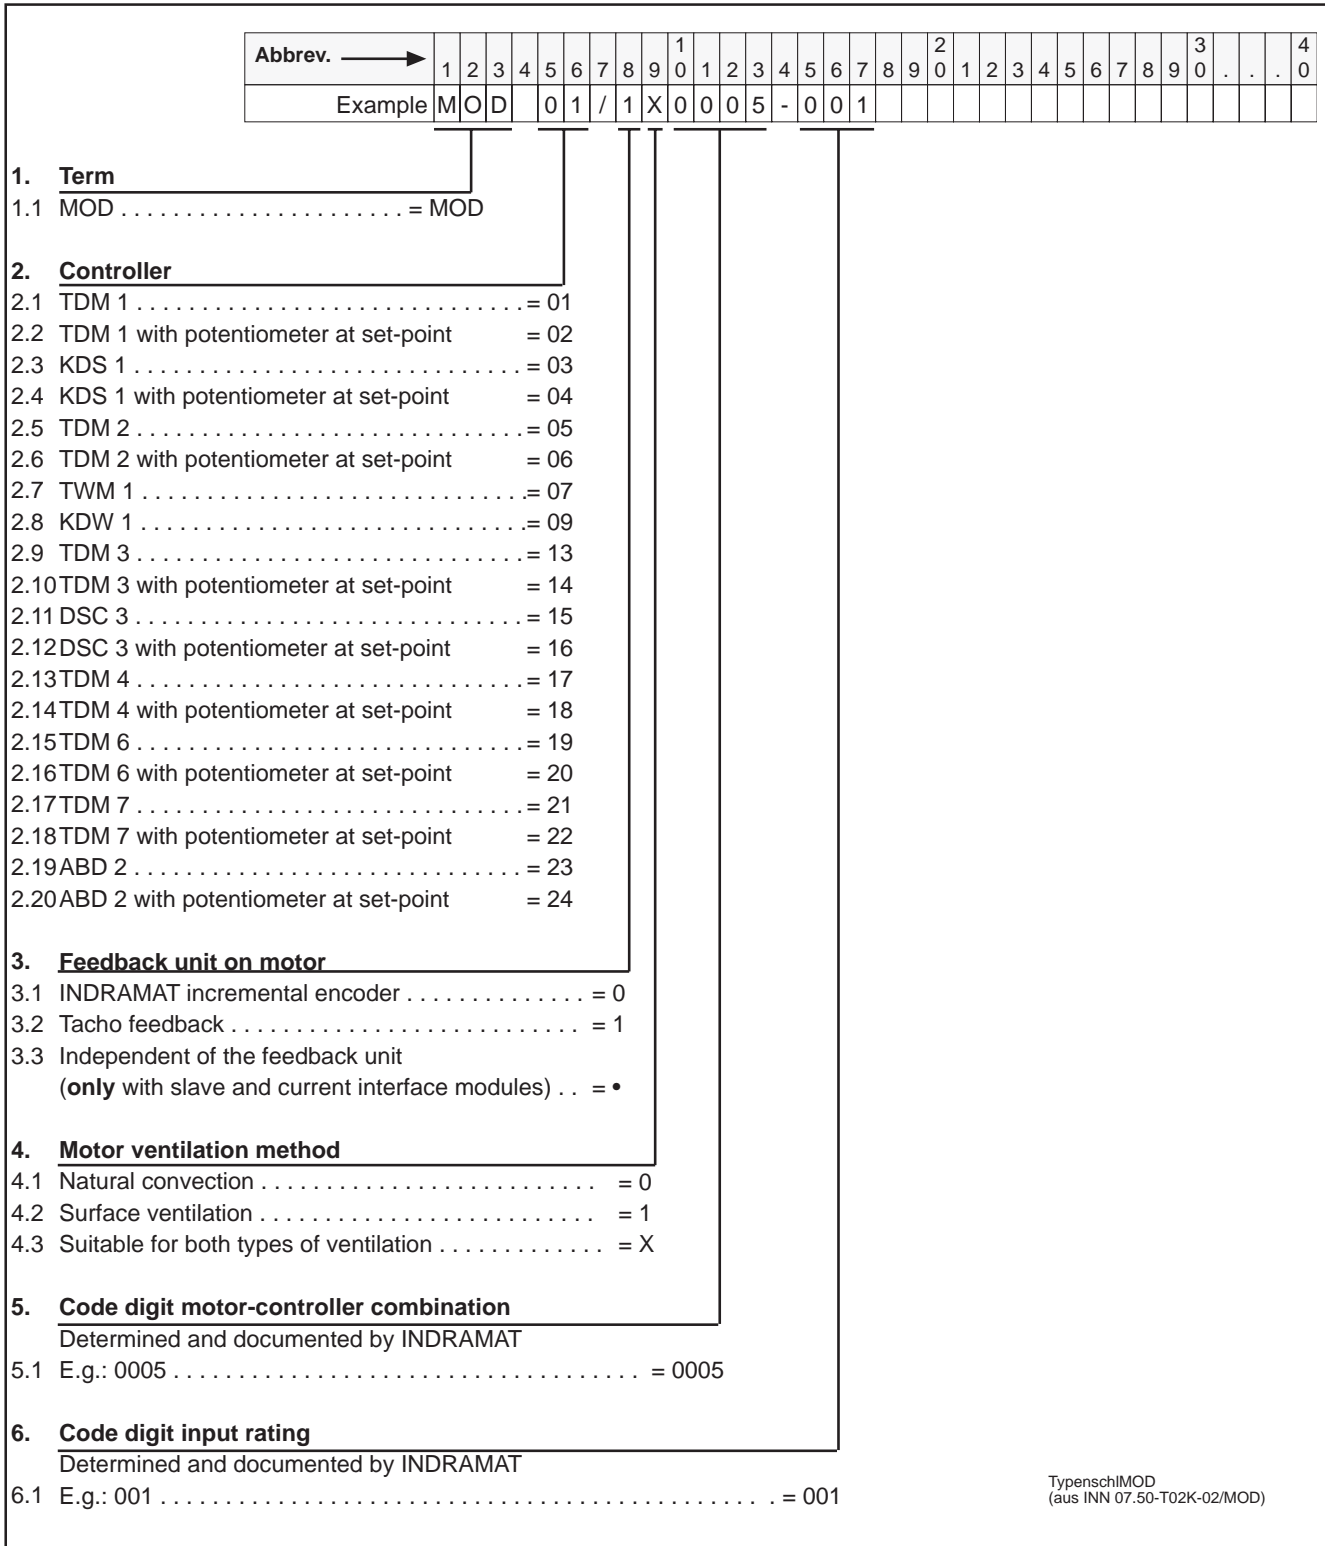 Abbrev. 1 2 3 4 5 6 7 8 9 10 1 2 3 4 5 6 7 8 9 20 1 2 3 4 5 6 7 8 9 30 . . . 40
Example M O D 0 1 / 1 X 0 0 0 5 - 0 0 1
1. Term
1.1 MOD . . . . . . . . . . . . . . . . . . . . . . = MOD
2. Controller
2.1 TDM 1 . . . . . . . . . . . . . . . . . . . . . . . . . . . . . . = 01
2.2 TDM 1 with potentiometer at set-point = 02
2.3 KDS 1 . . . . . . . . . . . . . . . . . . . . . . . . . . . . . . = 03
2.4 KDS 1 with potentiometer at set-point = 04
2.5 TDM 2 . . . . . . . . . . . . . . . . . . . . . . . . . . . . . . = 05
2.6 TDM 2 with potentiometer at set-point = 06
2.7 TWM 1 . . . . . . . . . . . . . . . . . . . . . . . . . . . . . . = 07
2.8 KDW 1 . . . . . . . . . . . . . . . . . . . . . . . . . . . . . . = 09
2.9 TDM 3 . . . . . . . . . . . . . . . . . . . . . . . . . . . . . . = 13
2.10 TDM 3 with potentiometer at set-point = 14
2.11 DSC 3 . . . . . . . . . . . . . . . . . . . . . . . . . . . . . . = 15
2.12 DSC 3 with potentiometer at set-point = 16
2.13 TDM 4 . . . . . . . . . . . . . . . . . . . . . . . . . . . . . . = 17
2.14 TDM 4 with potentiometer at set-point = 18
2.15 TDM 6 . . . . . . . . . . . . . . . . . . . . . . . . . . . . . . = 19
2.16 TDM 6 with potentiometer at set-point = 20
2.17 TDM 7 . . . . . . . . . . . . . . . . . . . . . . . . . . . . . . = 21
2.18 TDM 7 with potentiometer at set-point = 22
2.19 ABD 2 . . . . . . . . . . . . . . . . . . . . . . . . . . . . . . = 23
2.20 ABD 2 with potentiometer at set-point = 24
3. Feedback unit on motor
3.1 INDRAMAT incremental encoder . . . . . . . . . . . . . . = 0
3.2 Tacho feedback . . . . . . . . . . . . . . . . . . . . . . . . . . . = 1
3.3 Independent of the feedback unit
(only with slave and current interface modules) . . = •
4. Motor ventilation method
4.1 Natural convection . . . . . . . . . . . . . . . . . . . . . . . . . . = 0
4.2 Surface ventilation . . . . . . . . . . . . . . . . . . . . . . . . . . = 1
4.3 Suitable for both types of ventilation . . . . . . . . . . . . . = X
5. Code digit motor-controller combination
Determined and documented by INDRAMAT
5.1 E.g.: 0005 . . . . . . . . . . . . . . . . . . . . . . . . . . . . . . . . . . . . = 0005
6. Code digit input rating
Determined and documented by INDRAMAT
6.1 E.g.: 001 . . . . . . . . . . . . . . . . . . . . . . . . . . . . . . . . . . . . . . . . . . . . . . . = 001
TypenschlMOD
(aus INN 07.50-T02K-02/MOD)